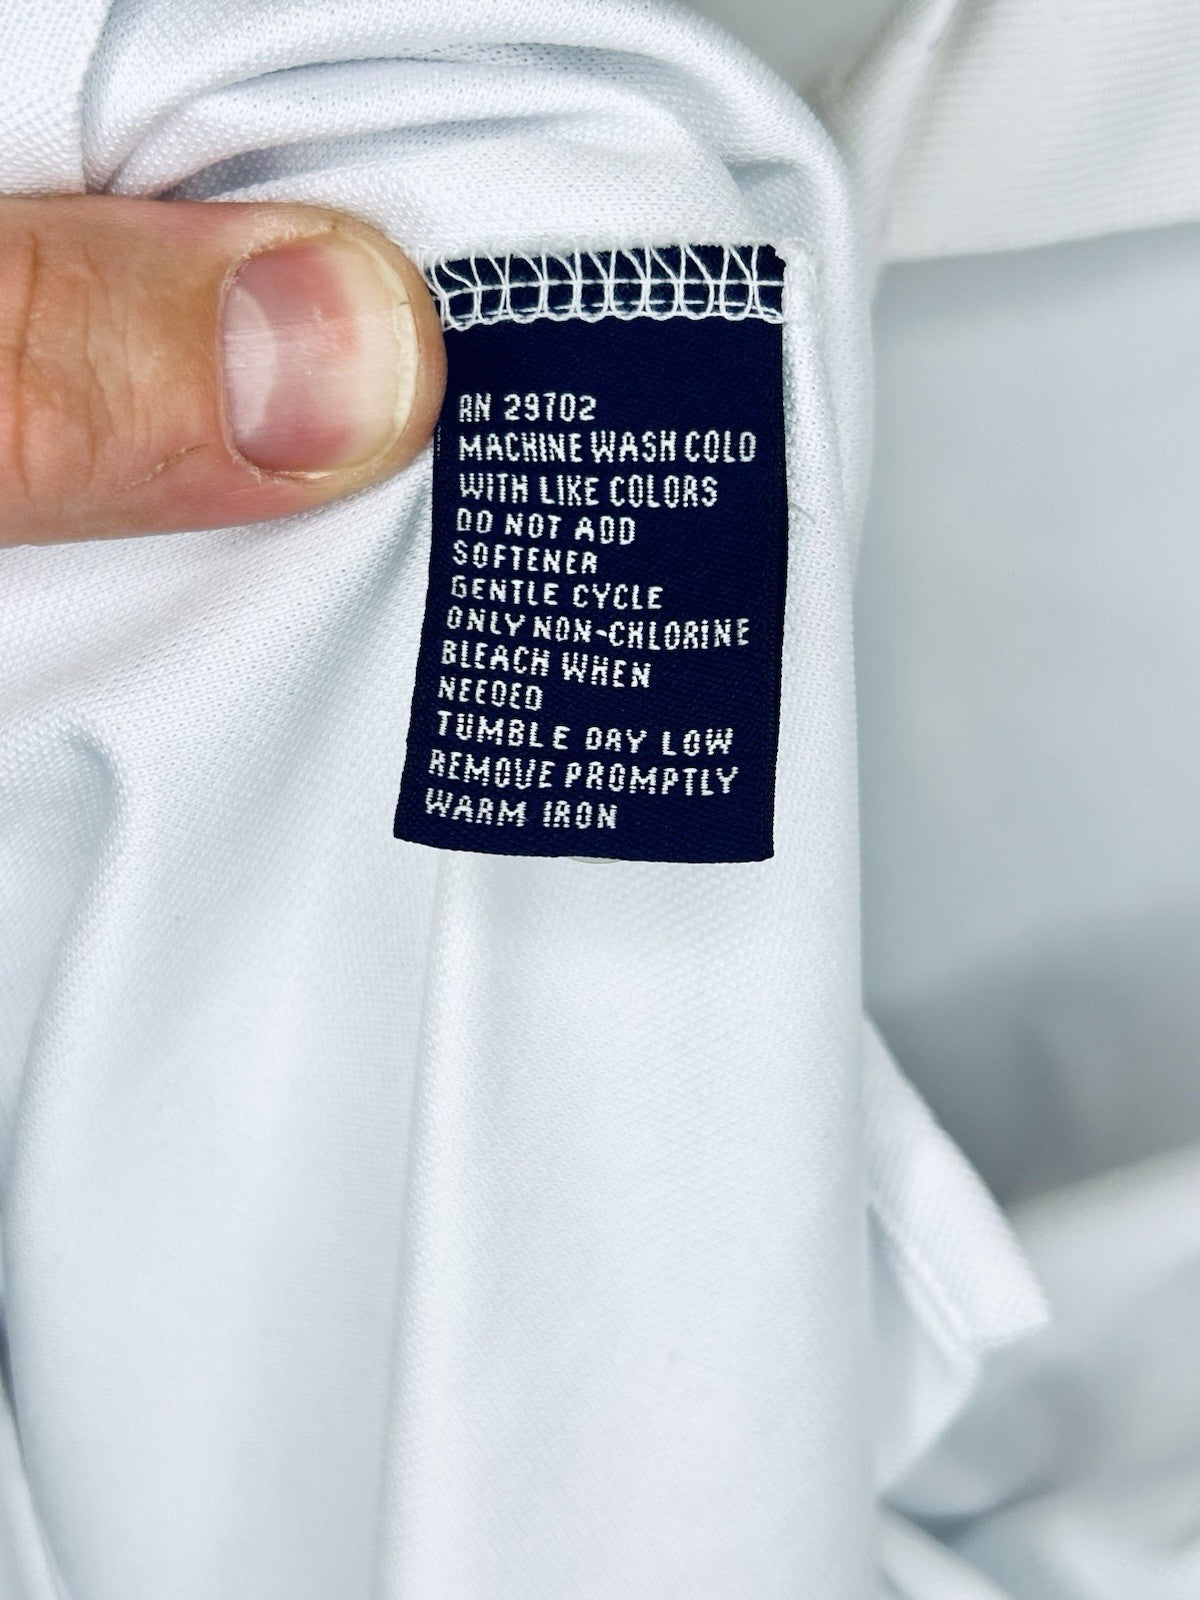 RN 29702
MACHINE WASH COLD
WITH LIKE COLORS
DO NOT ADD
SOFTENER
GENTLE CYCLE
ONLY NON-CHLORINE
BLEACH WHEN
NEEDED
TUMBLE DRY LOW
REMOVE PROMPTLY
WARM IRON